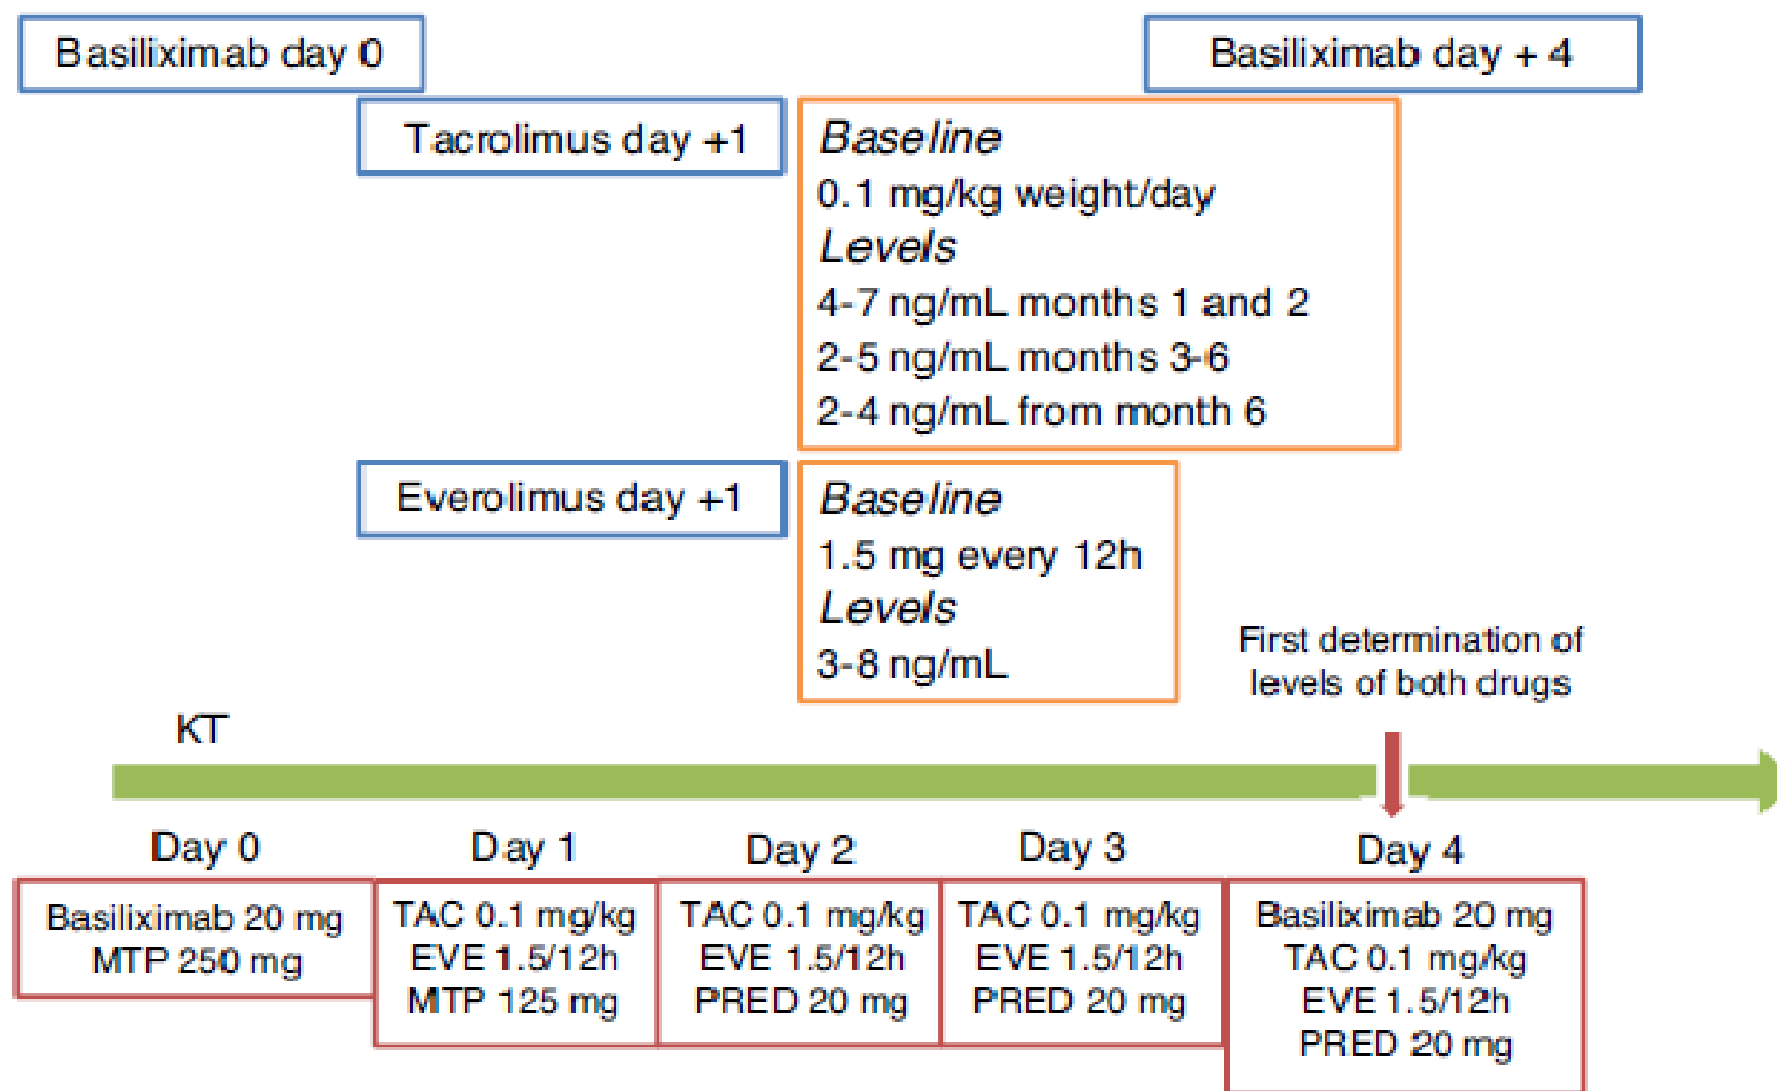 Basiliximab day 0
Basiliximab day + 4
Tacrolimus day +1
Baseline
0.1 mg/kg weight/day
Levels
4-7 ng/mL months 1 and 2
2-5 ng/mL months 3-6
2-4 ng/mL from month 6
Everolimus day +1
Baseline
1.5 mg every 12h
Levels
3-8 ng/mL
First determination of
levels of both drugs
KT
Day 0
Day 1
Day 2
Day 3
Day 4
Basiliximab 20 mg
MTP 250 mg
TAC 0.1 mg/kg
EVE 1.5/12h
MTP 125 mg
TAC 0.1 mg/kg
EVE 1.5/12h
PRED 20 mg
TAC 0.1 mg/kg
EVE 1.5/12h
PRED 20 mg
Basiliximab 20 mg
TAC 0.1 mg/kg
EVE 1.5/12h
PRED 20 mg